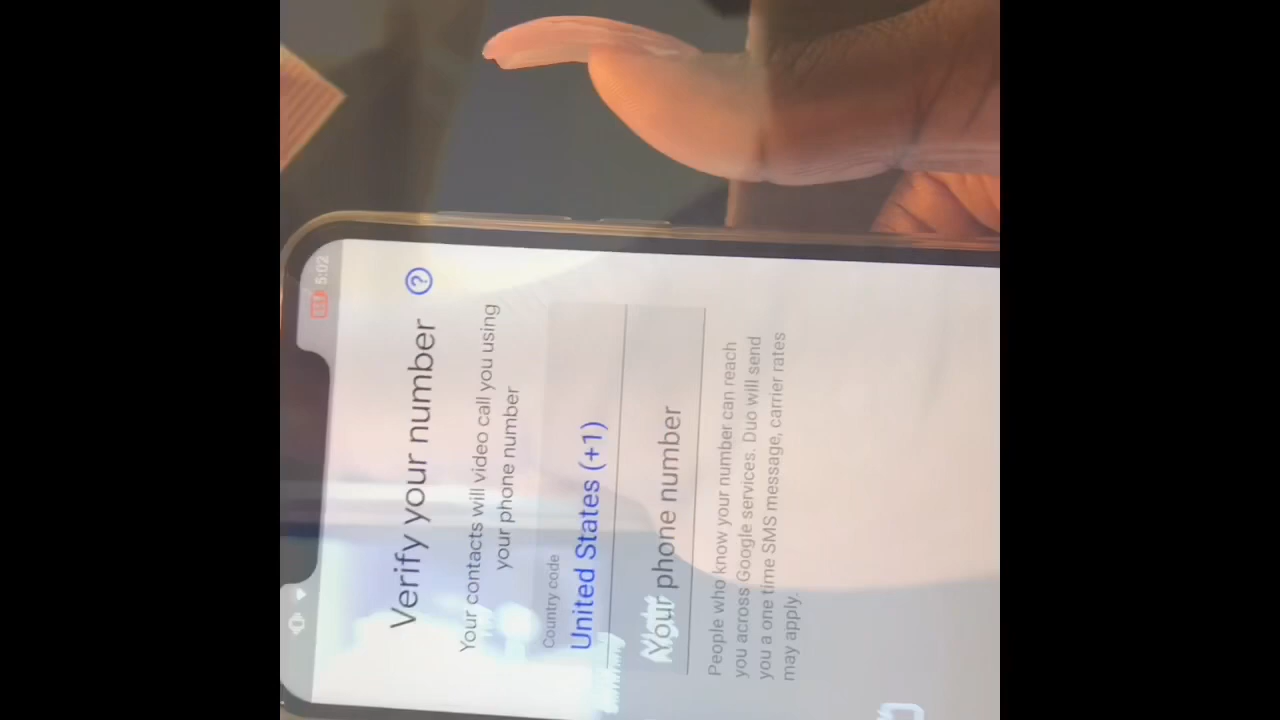 5:02
Verify your number
Your contacts will video call you using
your phone number
Country code
United States (+1)
Your phone number
People who know your number can reach
you across Google services. Duo will send
you a one time SMS message, carrier rates
may apply.